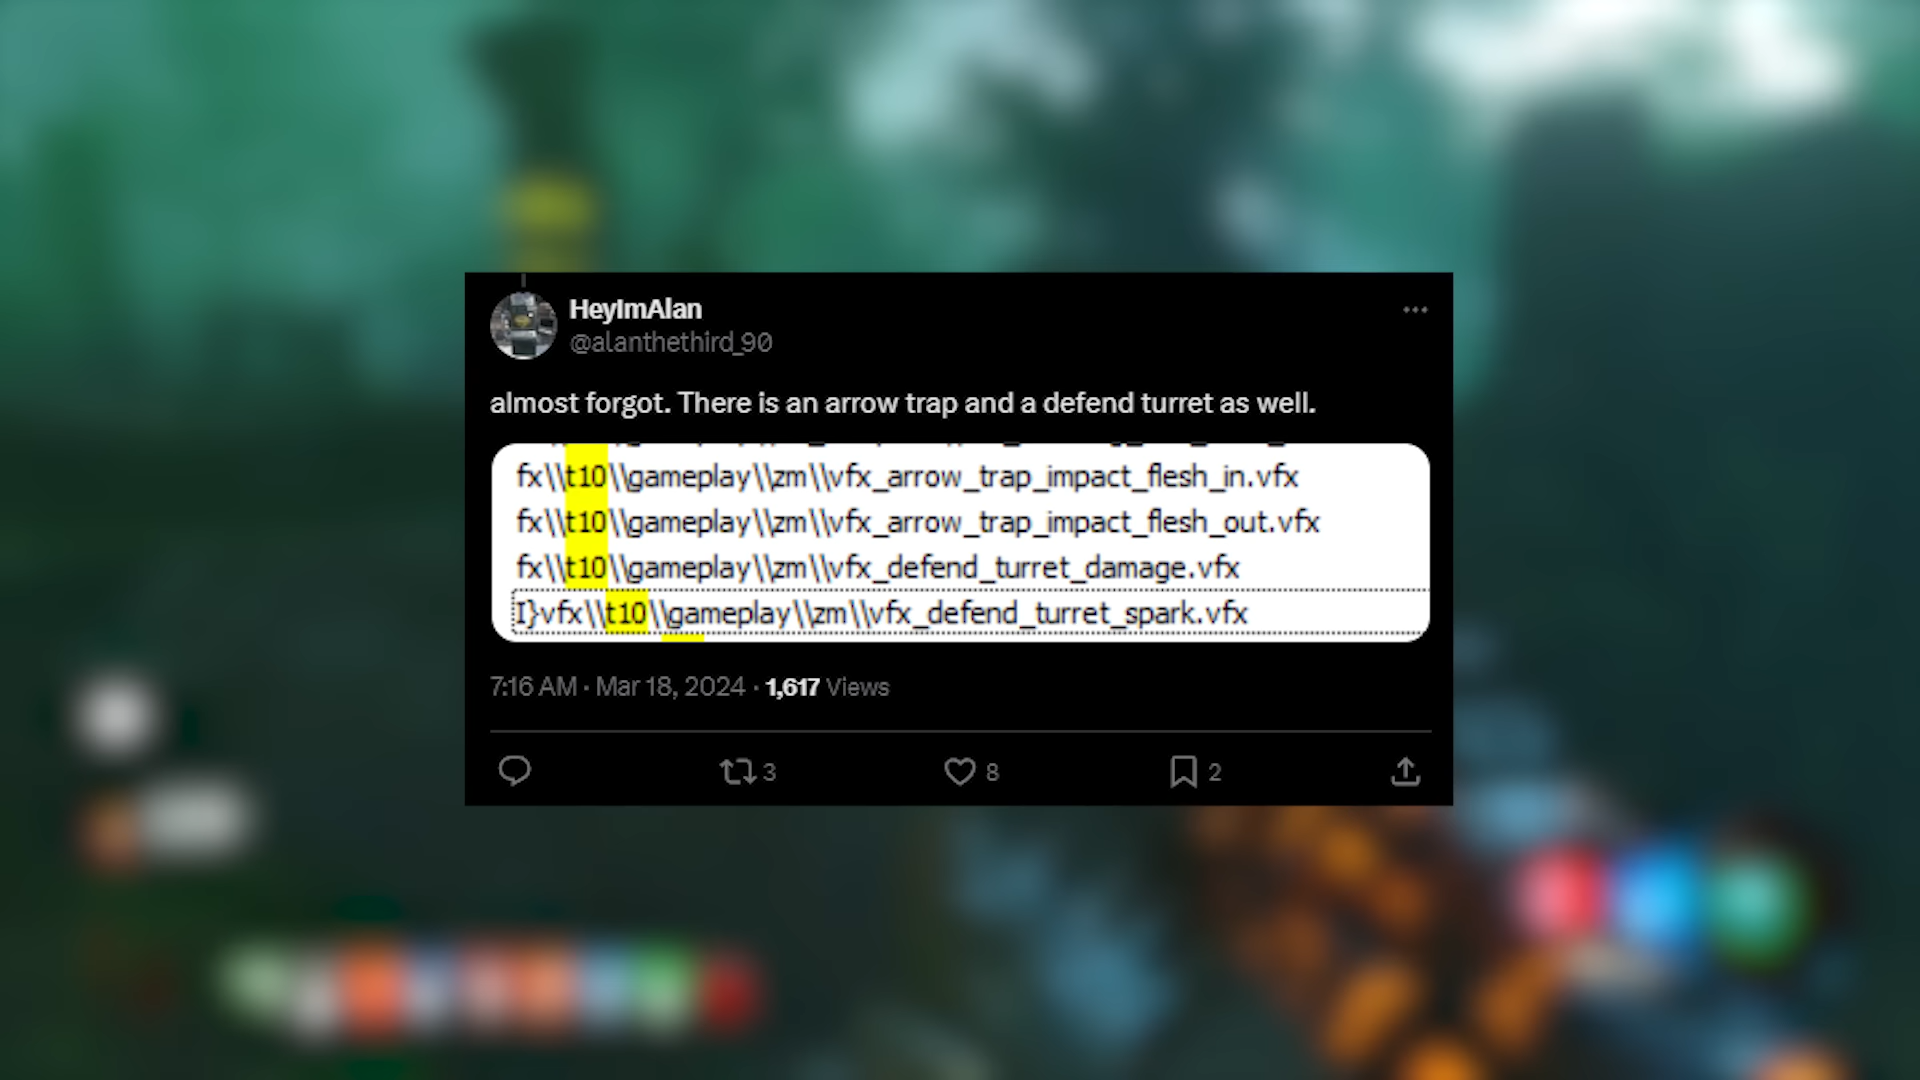 HeyImAlan
@alanthethird_90
almost forgot. There is an arrow trap and a defend turret as well.
fx\\t10\\gameplay\\zm\\vfx_arrow_trap_impact_flesh_in.vfx
fx\\t10\\gameplay\\zm\\vfx_arrow_trap_impact_flesh_out.vfx
fx\\t10\\gameplay\\zm\\vfx_defend_turret_damage.vfx
I}vfx\\t10\\gameplay\\zm\\vfx_defend_turret_spark.vfx
7:16 AM · Mar 18, 2024 · 1,617 Views
3 8 2